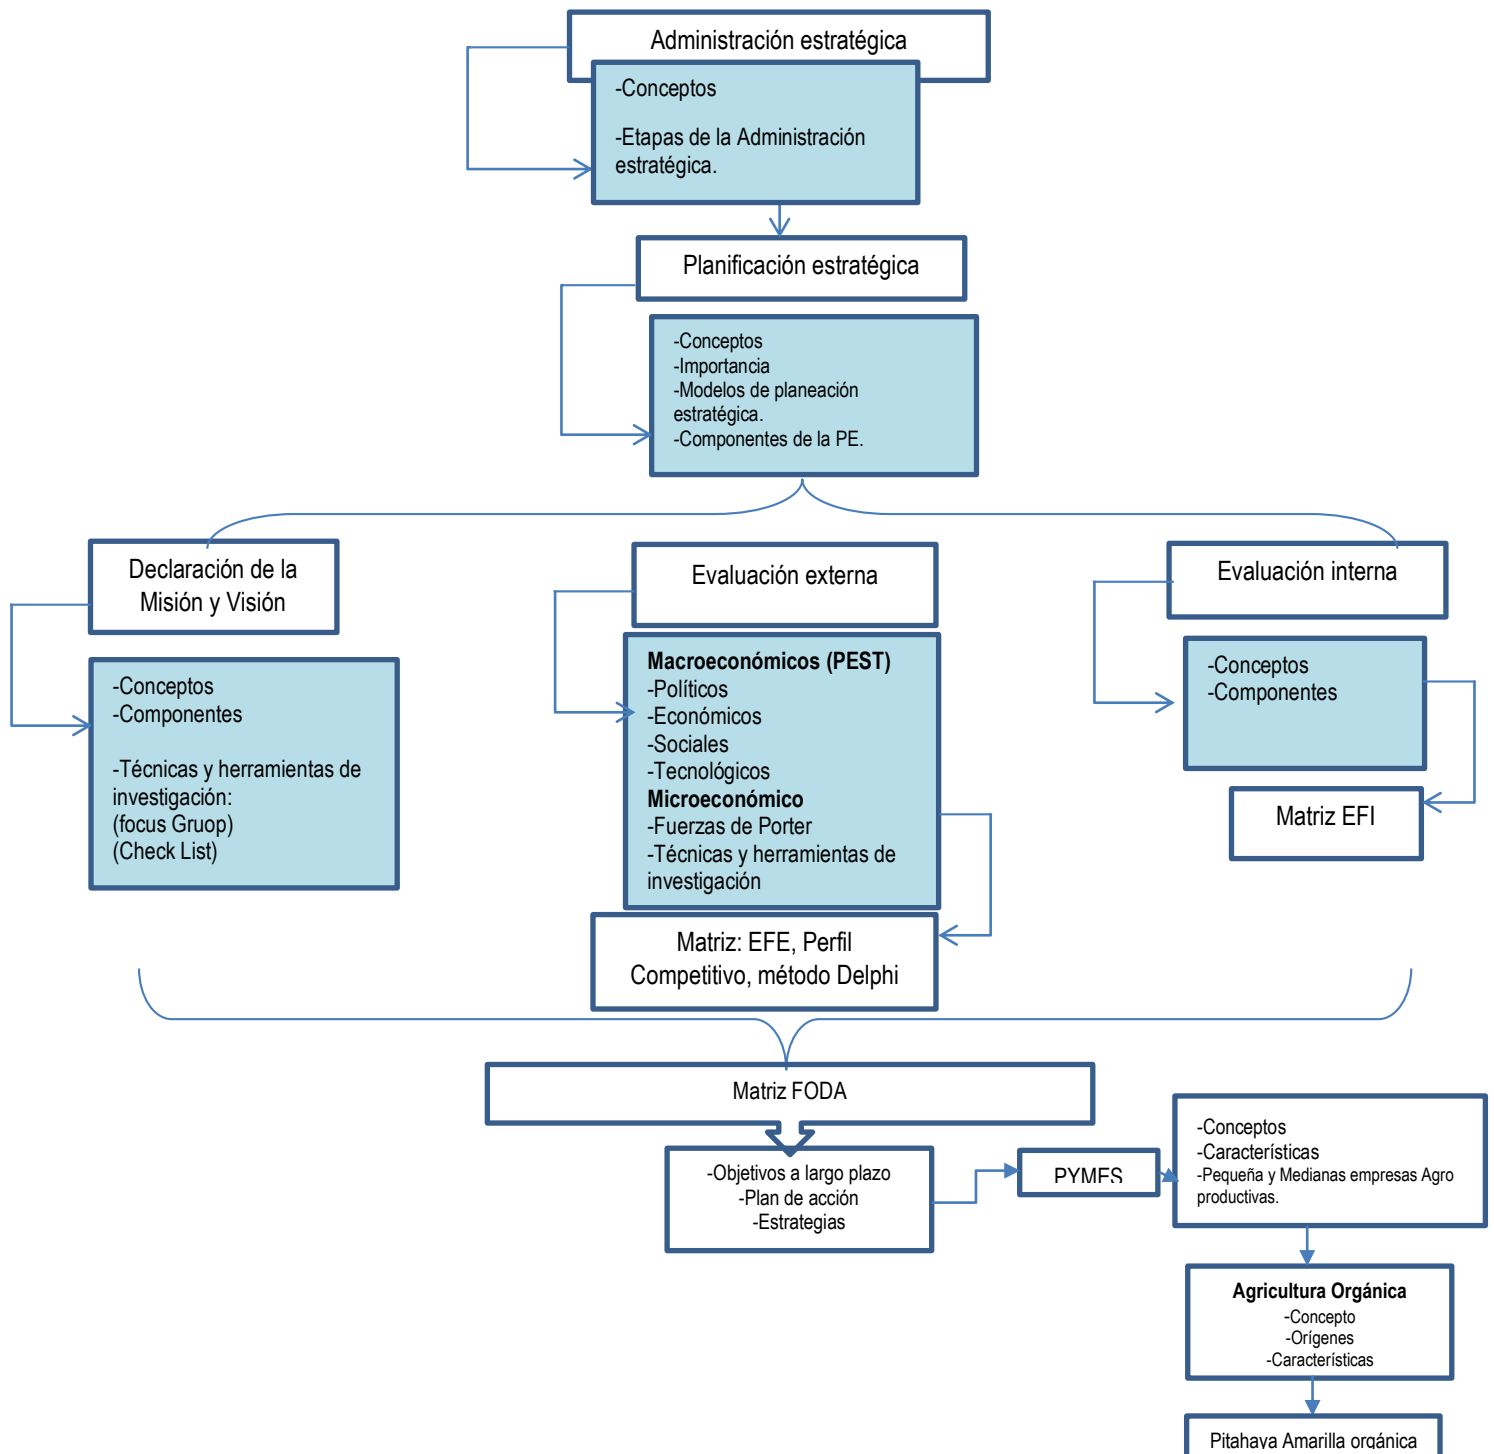 Administración estratégica
-Conceptos
-Etapas de la Administración
estratégica.
Planificación estratégica
-Conceptos
-Importancia
-Modelos de planeación
estratégica.
-Componentes de la PE.
Declaración de la
Misión y Visión
-Conceptos
-Componentes
-Técnicas y herramientas de
investigación:
(focus Gruop)
(Check List)
Evaluación externa
Macroeconómicos (PEST)
-Políticos
-Económicos
-Sociales
-Tecnológicos
Microeconómico
-Fuerzas de Porter
-Técnicas y herramientas de
investigación
Matriz: EFE, Perfil
Competitivo, método Delphi
Evaluación interna
-Conceptos
-Componentes
Matriz EFI
Matriz FODA
-Objetivos a largo plazo
-Plan de acción
-Estrategias
PYMES
-Conceptos
-Características
-Pequeña y Medianas empresas Agro
productivas.
Agricultura Orgánica
-Concepto
-Orígenes
-Características
Pitahaya Amarilla orgánica